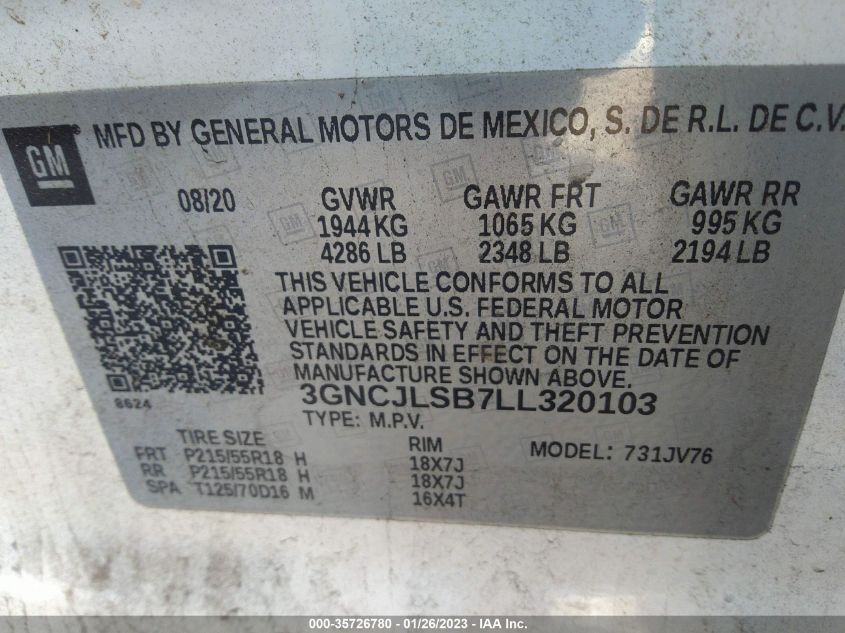 GM
MFD BY GENERAL MOTORS DE MEXICO, S. DE R.L. DE C.V.
08/20 GVWR GAWR FRT GAWR RR
1944 KG 1065 KG 995 KG
4286 LB 2348 LB 2194 LB
THIS VEHICLE CONFORMS TO ALL
APPLICABLE U.S. FEDERAL MOTOR
VEHICLE SAFETY AND THEFT PREVENTION
STANDARDS IN EFFECT ON THE DATE OF
MANUFACTURE SHOWN ABOVE.
8624
3GNCJLSB7LL320103
TYPE: M.P.V.
TIRE SIZE RIM MODEL: 731JV76
FRT P215/55R18 H 18X7J
RR P215/55R18 H 18X7J
SPA T125/70D16 M 16X4T
000-35726780 - 01/26/2023 - IAA Inc.